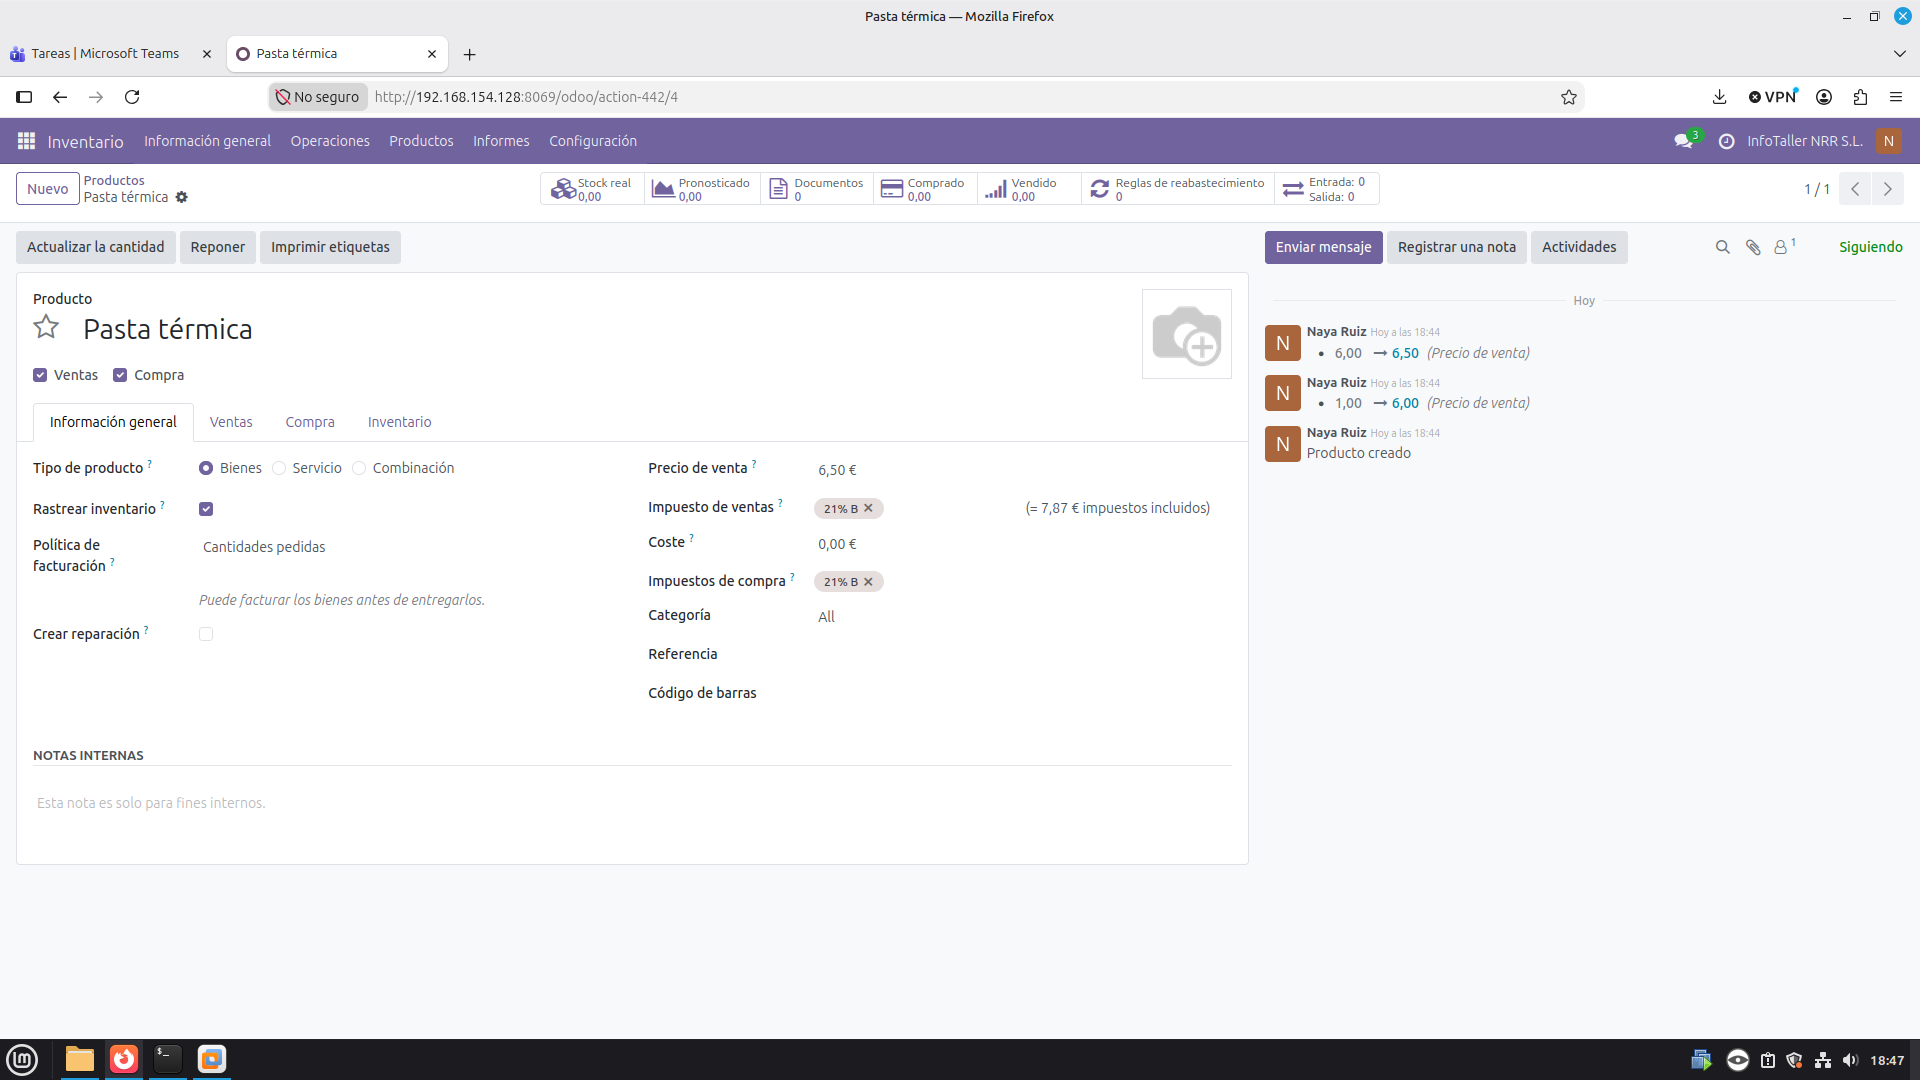 Pasta térmica — Mozilla Firefox
Tareas | Microsoft Teams
Pasta térmica
No seguro
http://192.168.154.128:8069/odoo/action-442/4
VPN
Inventario
Información general
Operaciones
Productos
Informes
Configuración
3
InfoTaller NRR S.L.
N
Nuevo
Productos
Pasta térmica
Stock real
0,00
Pronosticado
0,00
Documentos
0
Comprado
0,00
Vendido
0,00
Reglas de reabastecimiento
0
Entrada: 0
Salida: 0
1 / 1
Actualizar la cantidad
Reponer
Imprimir etiquetas
Enviar mensaje
Registrar una nota
Actividades
1
Siguiendo
Producto
Pasta térmica
Ventas
Compra
Información general
Ventas
Compra
Inventario
Tipo de producto ?
Bienes
Servicio
Combinación
Rastrear inventario ?
Política de
facturación ?
Cantidades pedidas
Puede facturar los bienes antes de entregarlos.
Crear reparación ?
Precio de venta ?
6,50 €
Impuesto de ventas ?
21% B
(= 7,87 € impuestos incluidos)
Coste ?
0,00 €
Impuestos de compra ?
21% B
Categoría
All
Referencia
Código de barras
NOTAS INTERNAS
Esta nota es solo para fines internos.
Hoy
N
Naya Ruiz Hoy a las 18:44
• 6,00 → 6,50 (Precio de venta)
N
Naya Ruiz Hoy a las 18:44
• 1,00 → 6,00 (Precio de venta)
N
Naya Ruiz Hoy a las 18:44
Producto creado
18:47